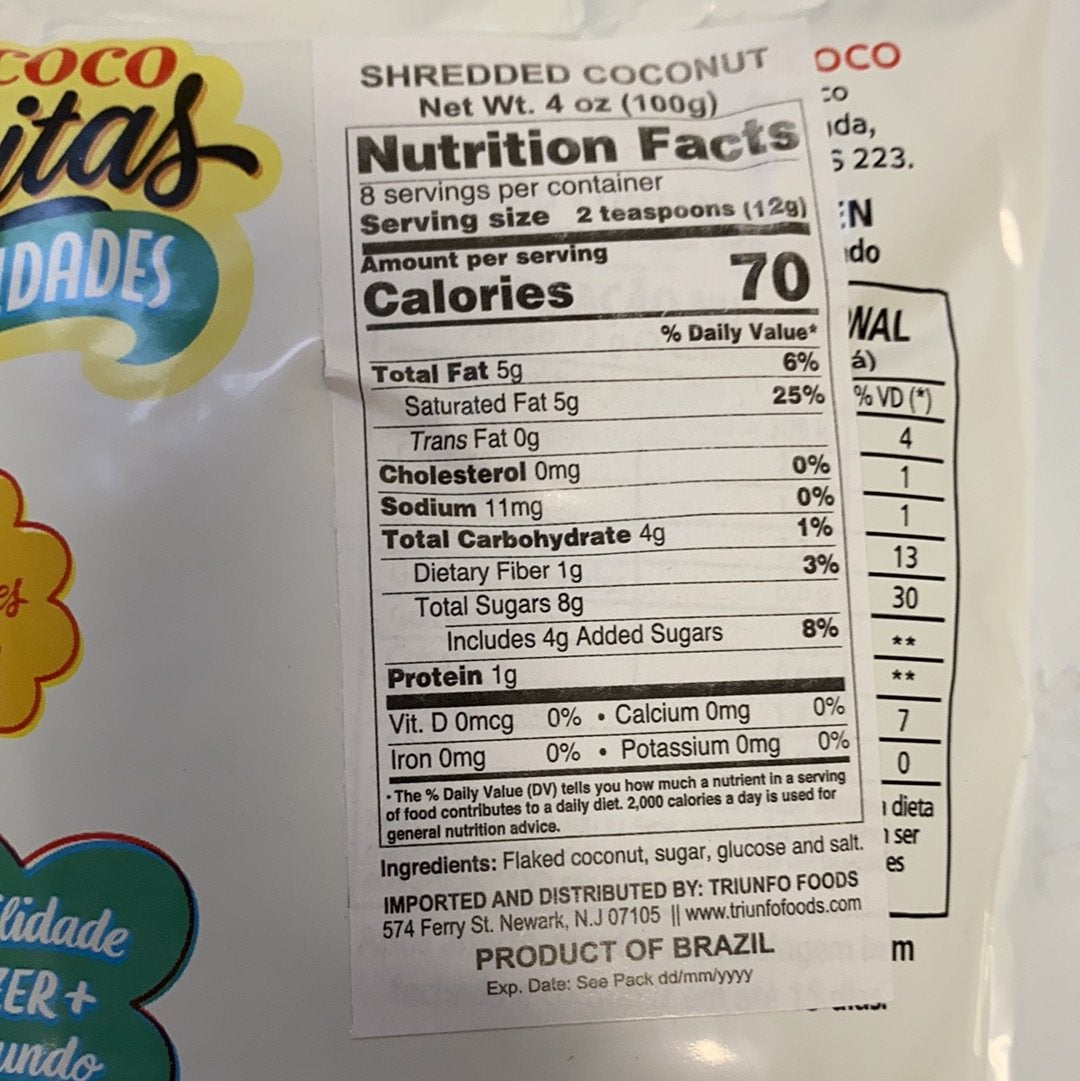 COCO
itas
DADES
SHREDDED COCONUT
Net Wt. 4 oz (100g)
Nutrition Facts
8 servings per container
Serving size 2 teaspoons (12g)
Amount per serving
Calories 70
% Daily Value*
Total Fat 5g 6%
Saturated Fat 5g 25%
Trans Fat 0g
Cholesterol 0mg 0%
Sodium 11mg 0%
Total Carbohydrate 4g 1%
Dietary Fiber 1g 3%
Total Sugars 8g
Includes 4g Added Sugars 8%
Protein 1g
Vit. D 0mcg 0% • Calcium 0mg 0%
Iron 0mg 0% • Potassium 0mg 0%
• The % Daily Value (DV) tells you how much a nutrient in a serving
of food contributes to a daily diet. 2,000 calories a day is used for
general nutrition advice.
Ingredients: Flaked coconut, sugar, glucose and salt.
IMPORTED AND DISTRIBUTED BY: TRIUNFO FOODS
574 Ferry St. Newark, N.J 07105 || www.triunfofoods.com
PRODUCT OF BRAZIL
Exp. Date: See Pack dd/mm/yyyy
OCO
co
ida,
S 223.
EN
do
NAL
á)
% VD (*)
4
1
1
13
30
**
**
7
0
dieta
ser
es
m
es
lidade
ZER+
undo